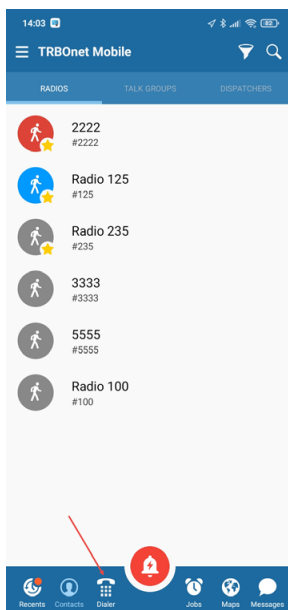 14:03
82
TRBOnet Mobile
RADIOS
TALK GROUPS
DISPATCHERS
2222
#2222
Radio 125
#125
Radio 235
#235
3333
#3333
5555
#5555
Radio 100
#100
Recents Contacts Dialer Jobs Maps Messages